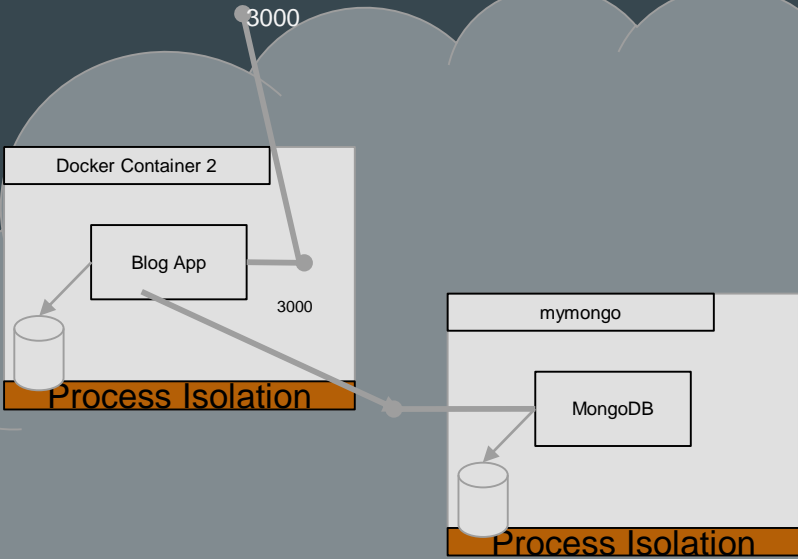 3000
Docker Container 2
Blog App
3000
Process Isolation
mymongo
MongoDB
Process Isolation